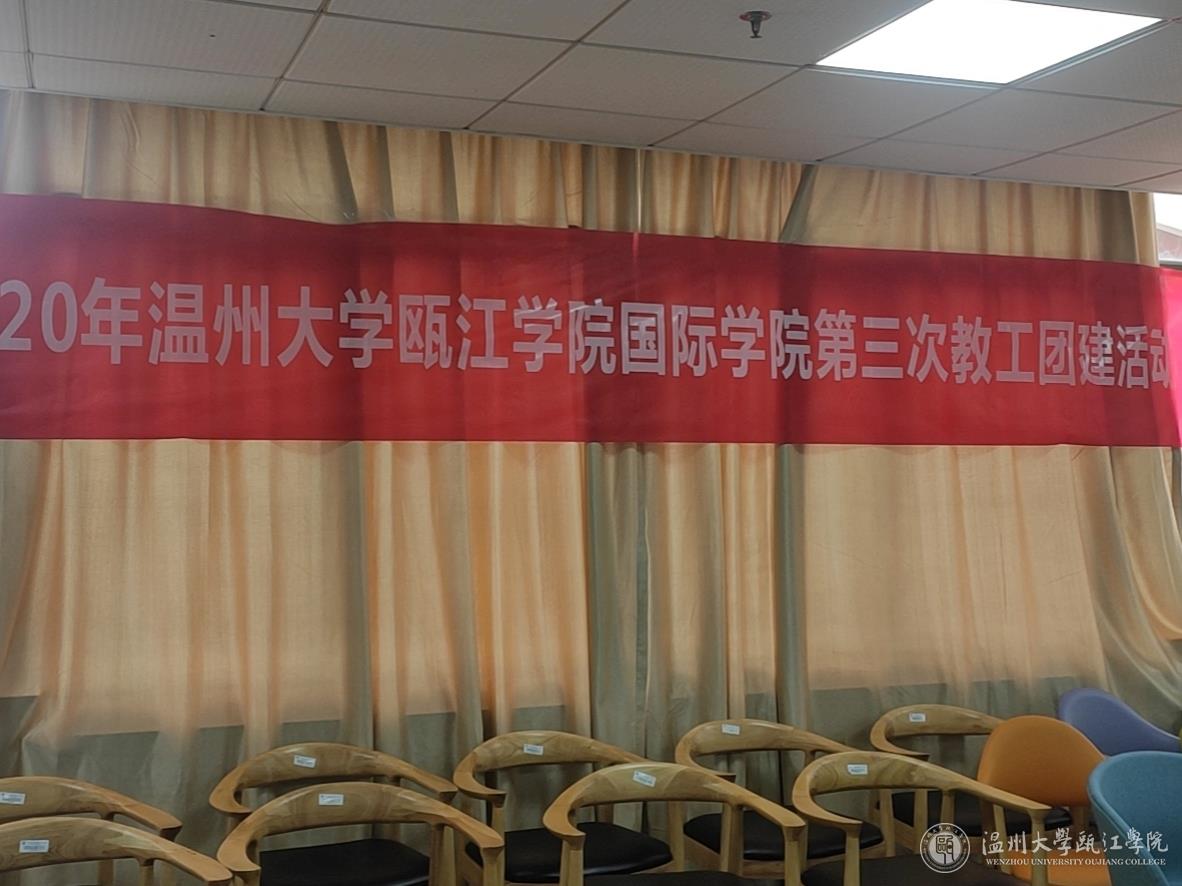 20年温州大学瓯江学院国际学院第三次教工团建活动
温州大學甌江學院
WENZHOU UNIVERSITY OUJIANG COLLEGE